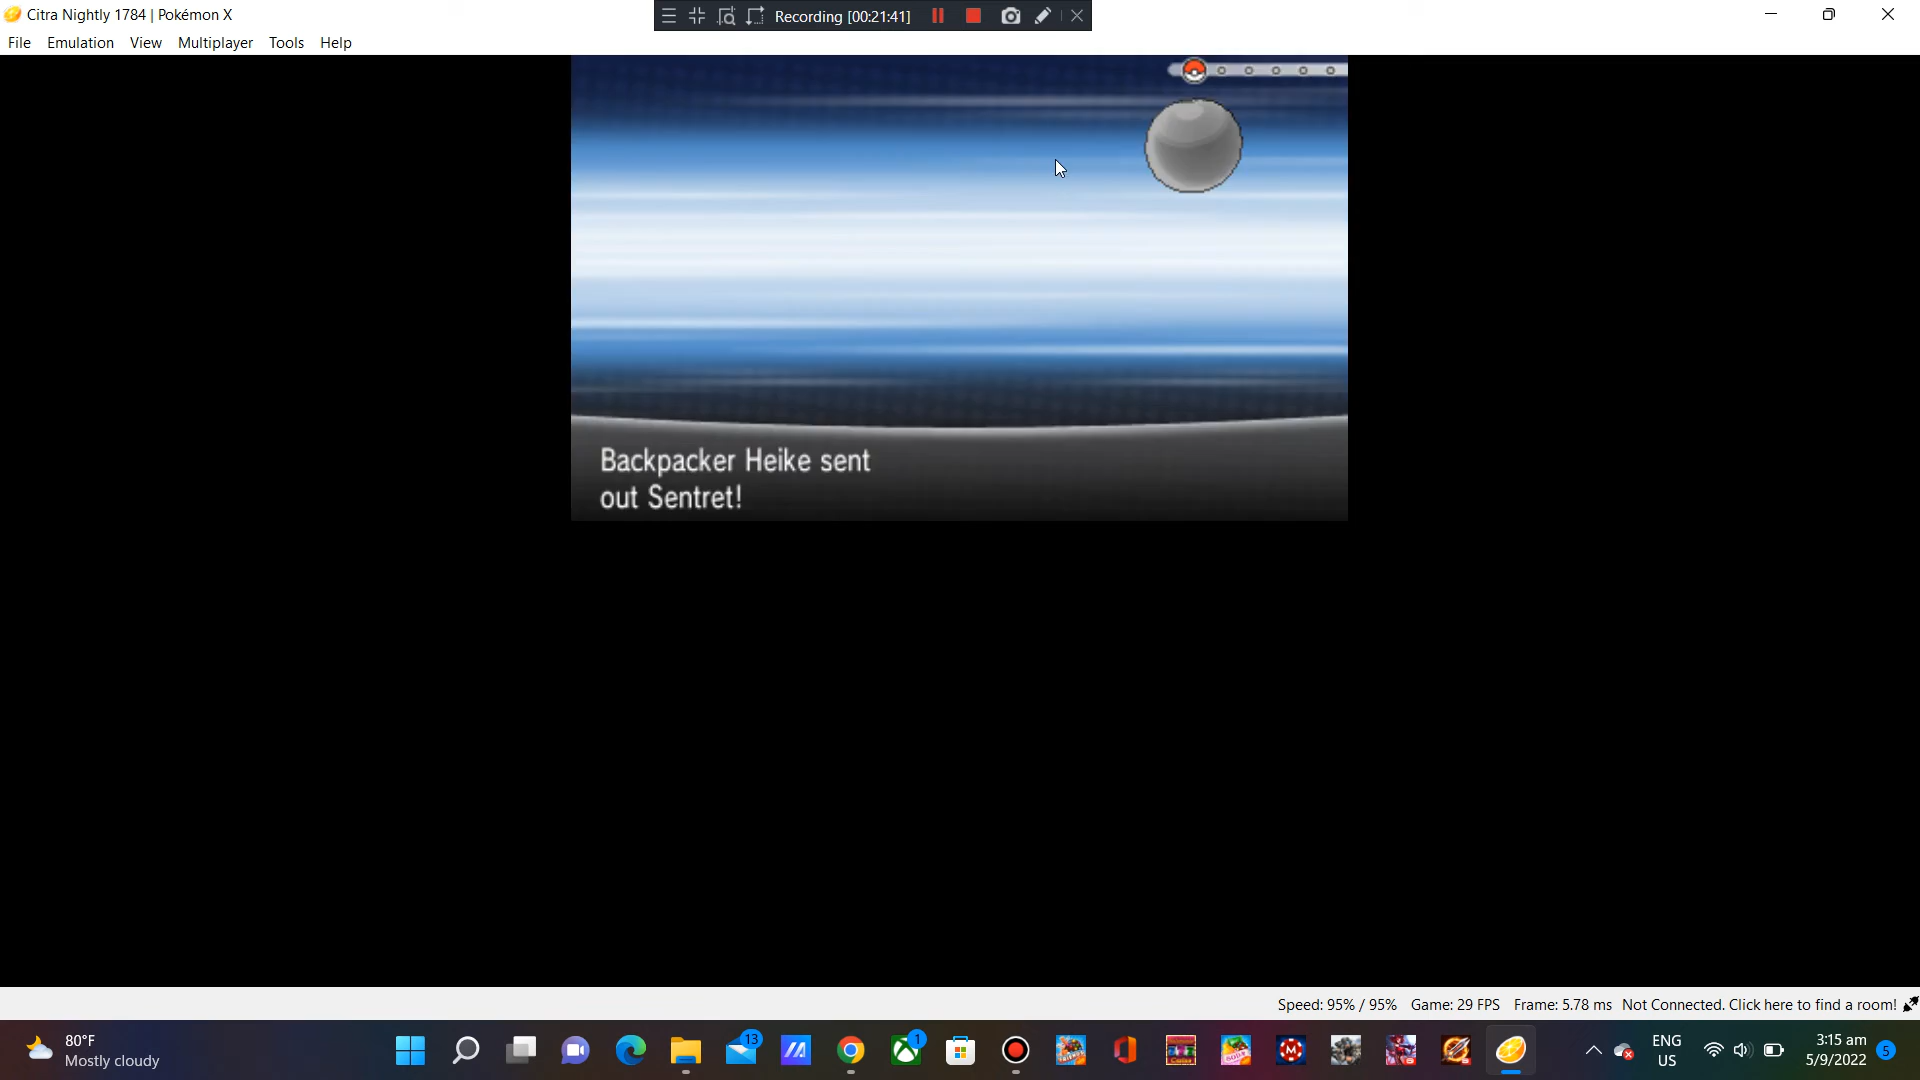 Citra Nightly 1784 | Pokémon X
Recording [00:21:41]
File Emulation View Multiplayer Tools Help
Backpacker Heike sent
out Sentret!
Speed: 95% / 95% Game: 29 FPS Frame: 5.78 ms Not Connected. Click here to find a room!
80°F
Mostly cloudy
13
1
ENG
US
3:15 am
5/9/2022
5